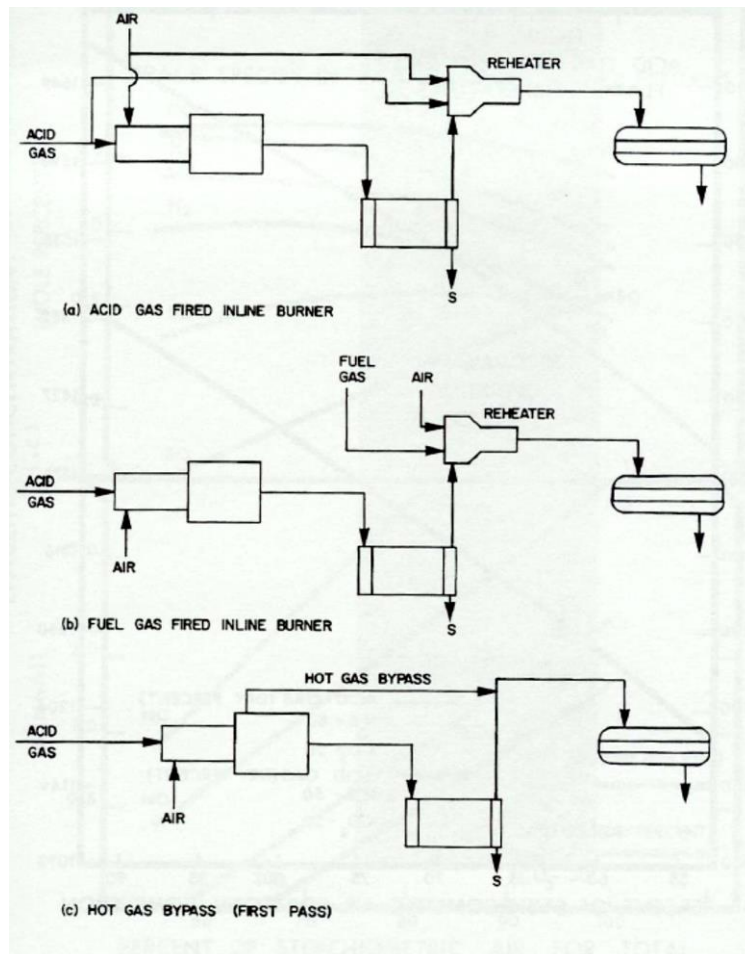 AIR
REHEATER
ACID
GAS
S
(a) ACID GAS FIRED INLINE BURNER
FUEL
GAS
AIR
REHEATER
ACID
GAS
AIR
S
(b) FUEL GAS FIRED INLINE BURNER
HOT GAS BYPASS
ACID
GAS
AIR
S
(c) HOT GAS BYPASS (FIRST PASS)